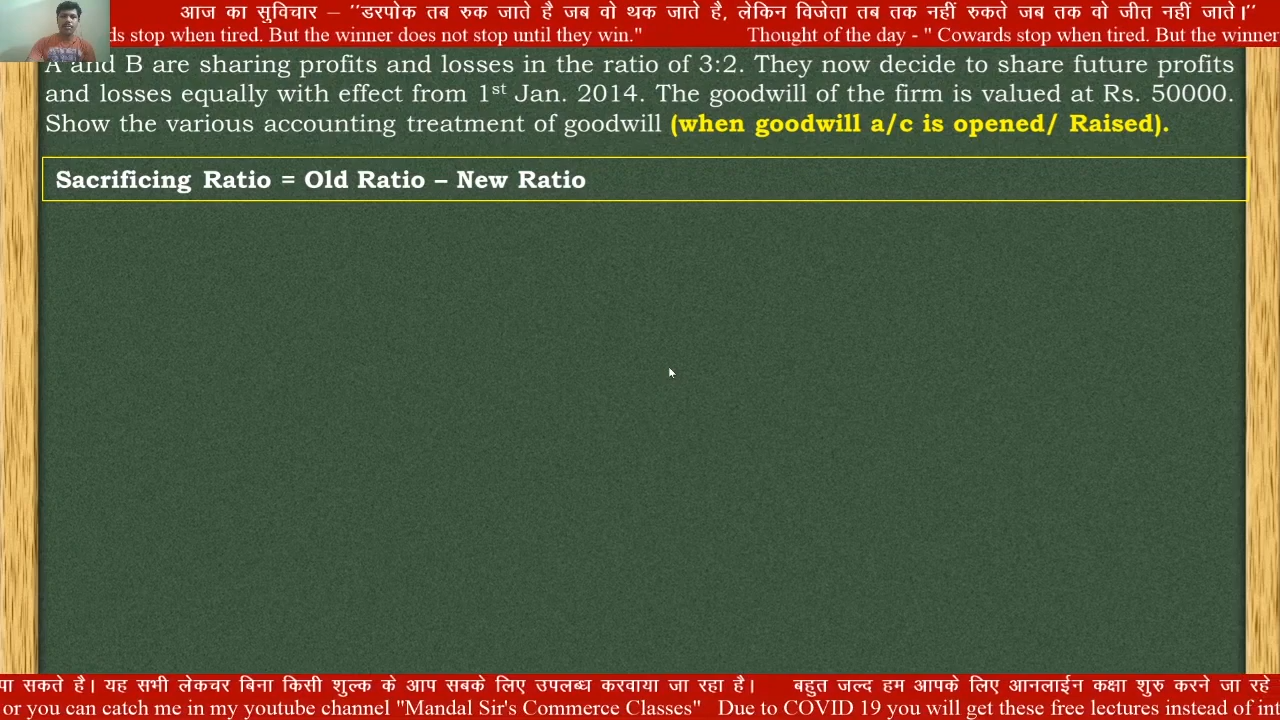 आज का सुविचार – ‘‘डरपोक तब रुक जाते है जब वो थक जाते है, लेकिन विजेता तब तक नहीं रुकते जब तक वो जीत नहीं जाते।’’
ds stop when tired. But the winner does not stop until they win." Thought of the day - " Cowards stop when tired. But the winner
A and B are sharing profits and losses in the ratio of 3:2. They now decide to share future profits
and losses equally with effect from 1st Jan. 2014. The goodwill of the firm is valued at Rs. 50000.
Show the various accounting treatment of goodwill (when goodwill a/c is opened/ Raised).
Sacrificing Ratio = Old Ratio – New Ratio
पा सकते है। यह सभी लेकचर बिना किसी शुल्क के आप सबके लिए उपलब्ध करवाया जा रहा है। बहुत जल्द हम आपके लिए आनलाईन कक्षा शुरु करने जा रहे
or you can catch me in my youtube channel "Mandal Sir's Commerce Classes" Due to COVID 19 you will get these free lectures instead of int